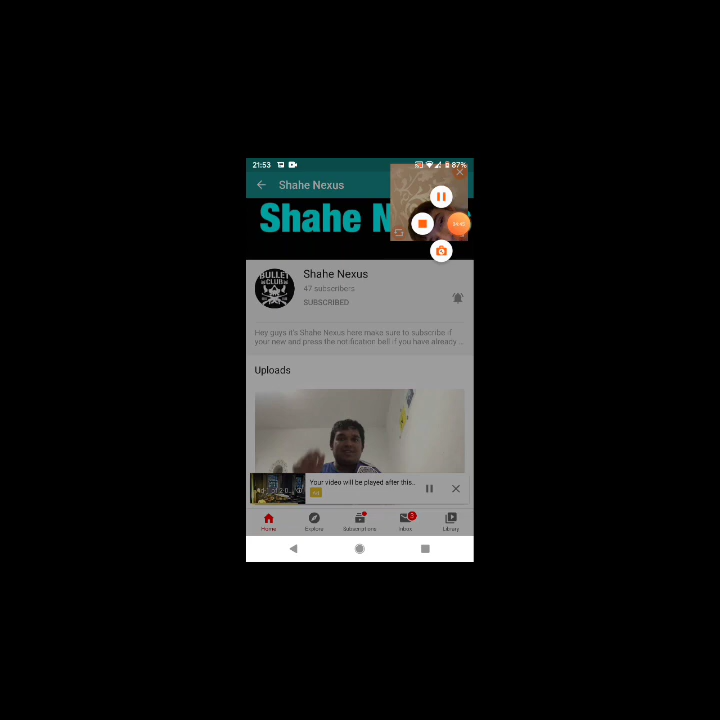 21:53
87%
Shahe Nexus
Shahe N
BULLET
CLUB
Shahe Nexus
47 subscribers
SUBSCRIBED
Hey guys it's Shahe Nexus here make sure to subscribe if
your new and press the notification bell if you have already ...
Uploads
Your video will be played after this..
Ad
Home
Explore
Subscriptions
3
Inbox
Library